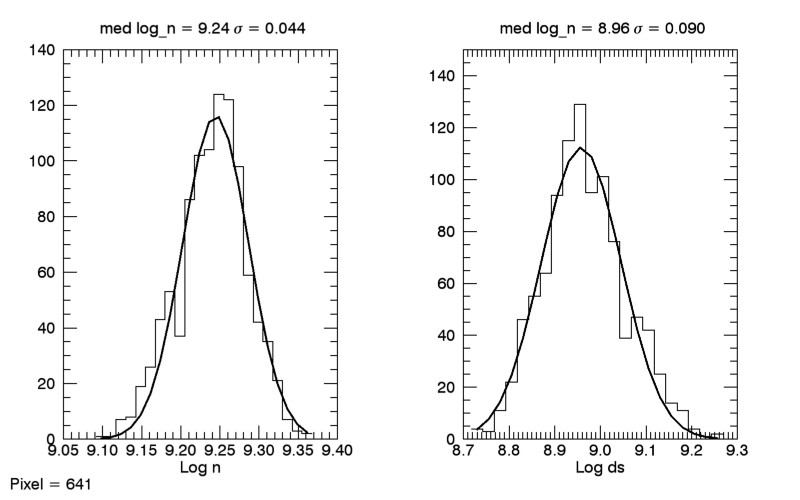 med log_n = 9.24 σ = 0.044
med log_n = 8.96 σ = 0.090
140
120
100
80
60
40
20
0
9.05 9.10 9.15 9.20 9.25 9.30 9.35 9.40
Log n
140
120
100
80
60
40
20
0
8.7 8.8 8.9 9.0 9.1 9.2 9.3
Log ds
Pixel = 641